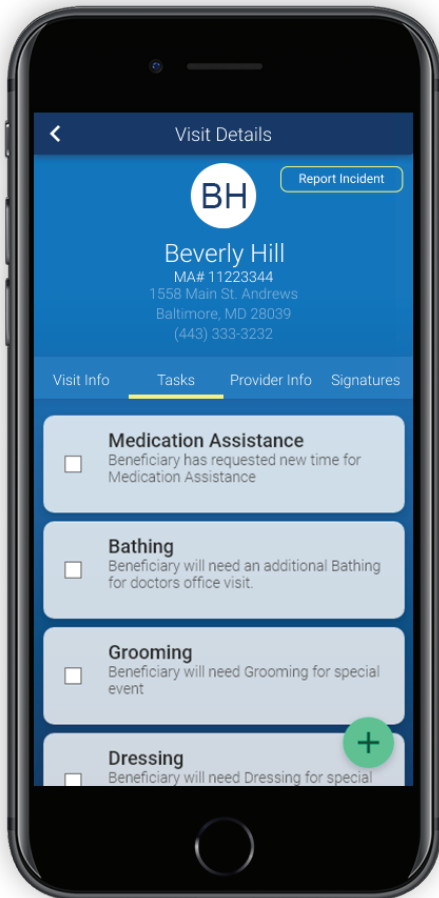 Visit Details
Report Incident
BH
Beverly Hill
MA# 11223344
1558 Main St. Andrews
Baltimore, MD 28039
(443) 333-3232
Visit Info Tasks Provider Info Signatures
Medication Assistance
Beneficiary has requested new time for
Medication Assistance
Bathing
Beneficiary will need an additional Bathing
for doctors office visit.
Grooming
Beneficiary will need Grooming for special
event
+
Dressing
Beneficiary will need Dressing for special